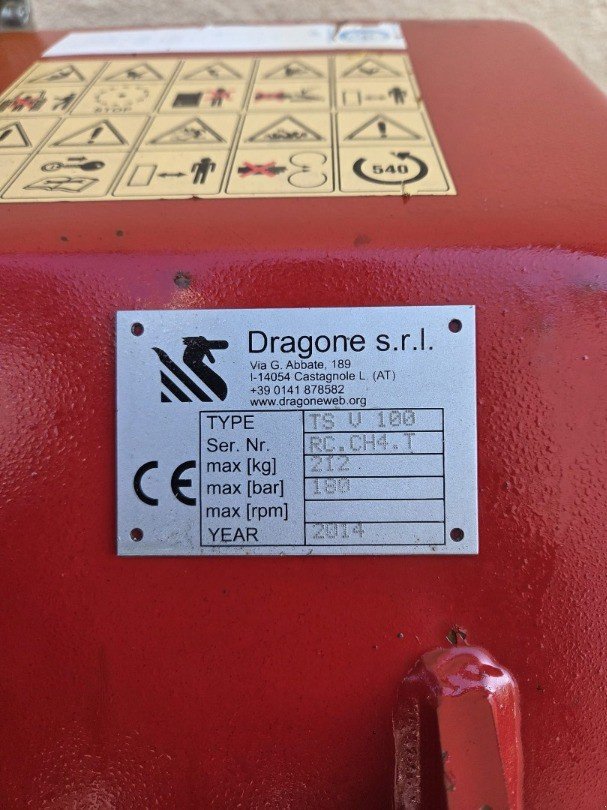 STOP
540
Dragone s.r.l.
Via G. Abbate, 189
I-14054 Castagnole L. (AT)
+39 0141 878582
www.dragoneweb.org
TYPE TS V 100
Ser. Nr. RC.CH4.T
max [kg] 212
max [bar] 180
max [rpm]
YEAR 2014
CE